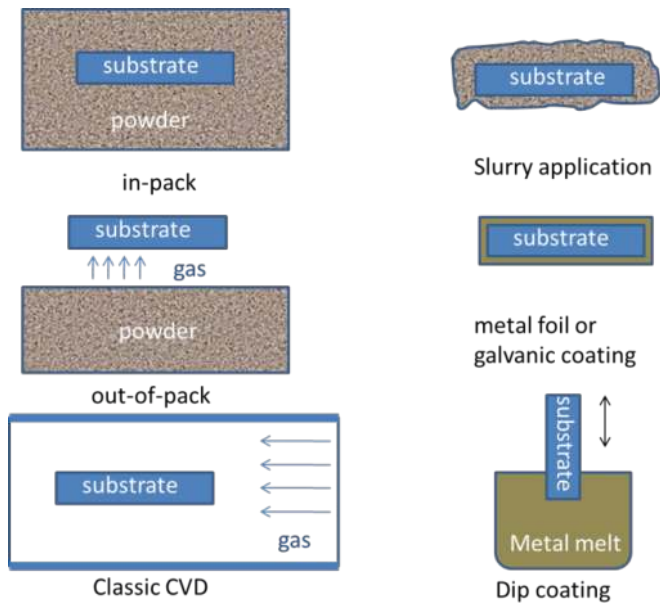 substrate
powder
in-pack
substrate
gas
powder
out-of-pack
substrate
gas
Classic CVD
substrate
Slurry application
substrate
metal foil or
galvanic coating
substrate
Metal melt
Dip coating